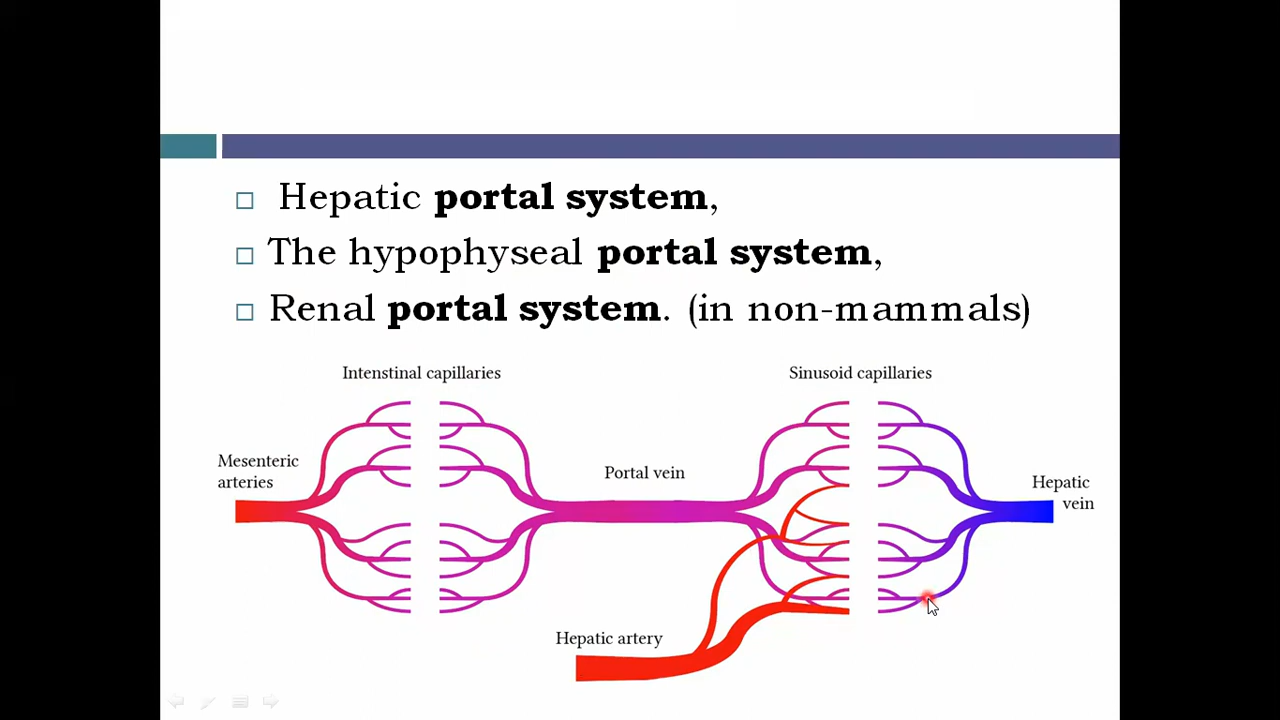 Hepatic portal system,
The hypophyseal portal system,
Renal portal system. (in non-mammals)
Intenstinal capillaries
Sinusoid capillaries
Mesenteric
arteries
Portal vein
Hepatic
vein
Hepatic artery